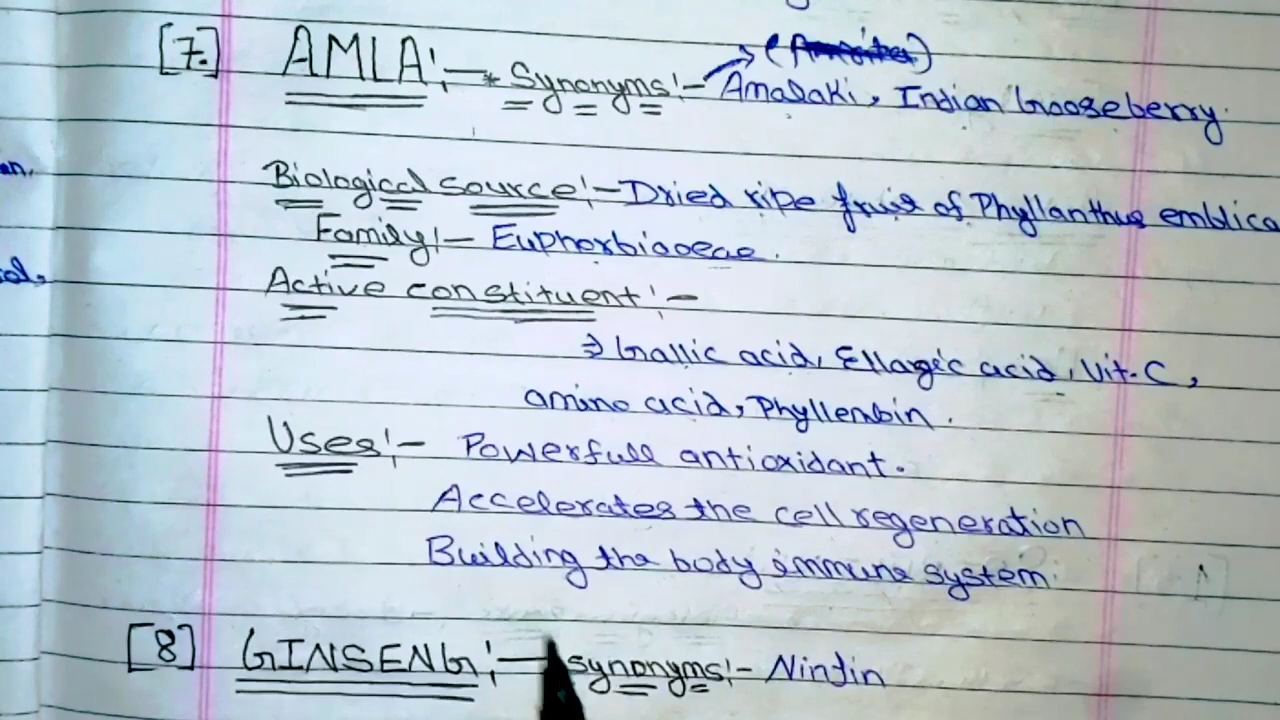 [7.] AMLA:- * Synonyms:- Amalaki, Indian Gooseberry.
an.
Biological source:- Dried ripe fruit of Phyllanthus emblica
Family:- Euphorbiaceae.
Active constituent:-
→ Gallic acid, Ellagic acid, Vit-C,
amino acid, Phyllembin.
Uses:- Powerfull antioxidant.
Accelerates the cell regeneration
Building the body immune system.
[8] GINSENG:- synonyms:- Ninjin